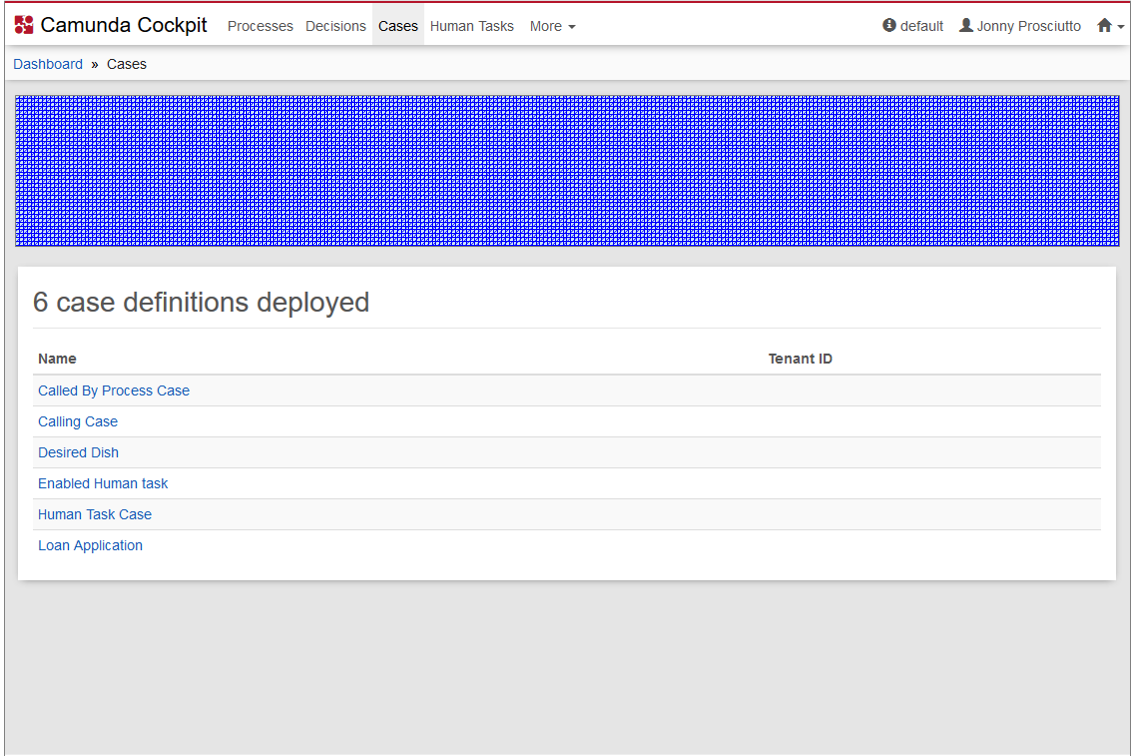 Camunda Cockpit Processes Decisions Cases Human Tasks More default Jonny Prosciutto
Dashboard » Cases
6 case definitions deployed
Name Tenant ID
Called By Process Case
Calling Case
Desired Dish
Enabled Human task
Human Task Case
Loan Application